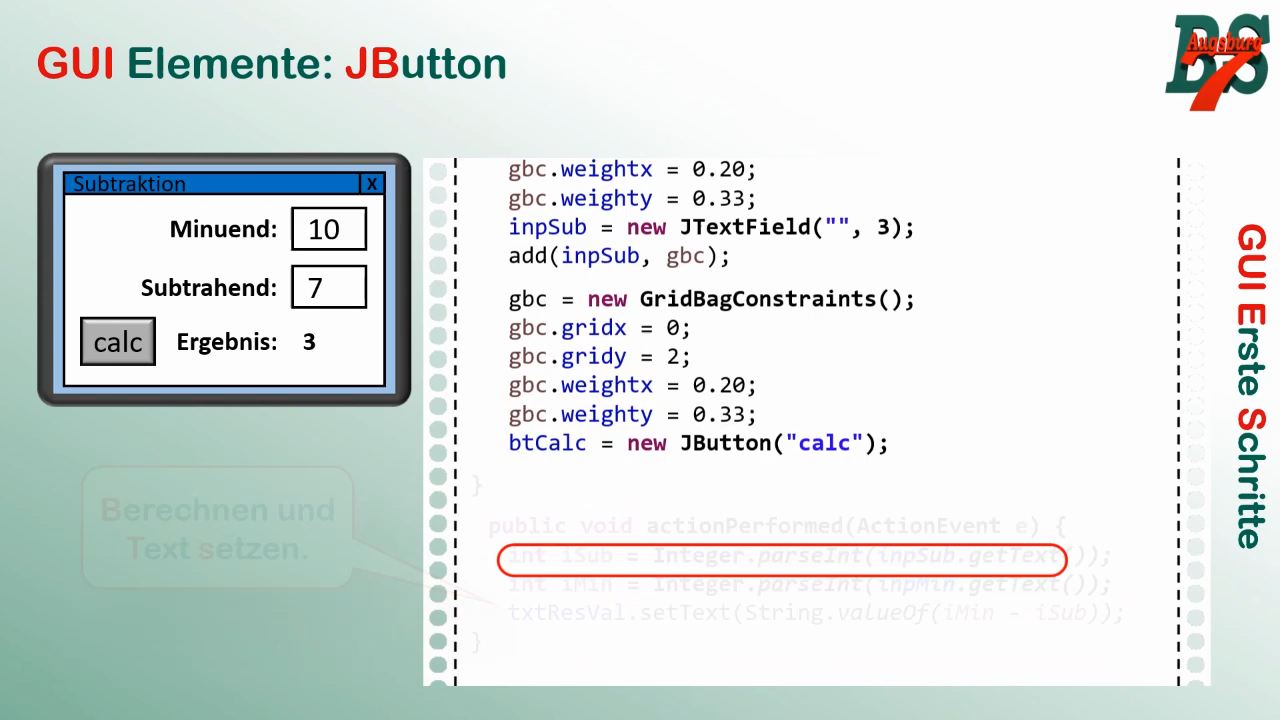 GUI Elemente: JButton
BS
Augsburg
7
Subtraktion
x
Minuend: 10
Subtrahend: 7
calc Ergebnis: 3
Berechnen und
Text setzen.
gbc.weightx = 0.20;
gbc.weighty = 0.33;
inpSub = new JTextField("", 3);
add(inpSub, gbc);
gbc = new GridBagConstraints();
gbc.gridx = 0;
gbc.gridy = 2;
gbc.weightx = 0.20;
gbc.weighty = 0.33;
btCalc = new JButton("calc");
}
public void actionPerformed(ActionEvent e) {
int iSub = Integer.parseInt(inpSub.getText());
int iMin = Integer.parseInt(inpMin.getText());
txtResVal.setText(String.valueOf(iMin - iSub));
}
GUI Erste Schritte